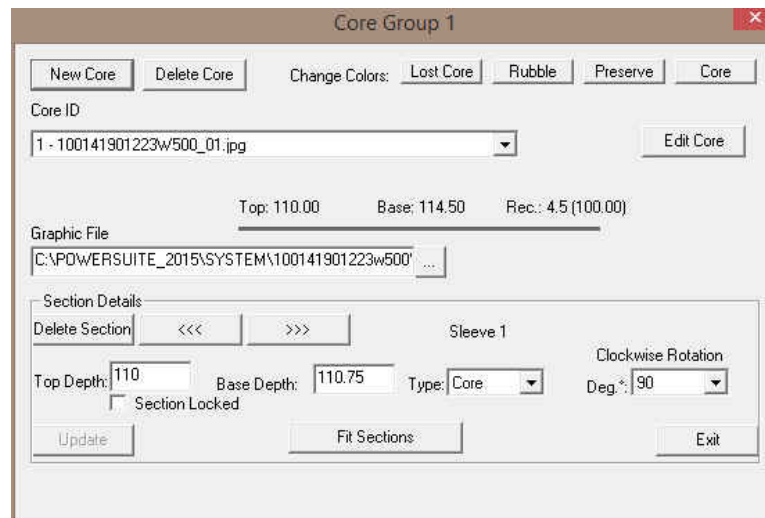 Core Group 1
New Core Delete Core Change Colors: Lost Core Rubble Preserve Core
Core ID
1 - 100141901223W500_01.jpg Edit Core
Top: 110.00 Base: 114.50 Rec.: 4.5 (100.00)
Graphic File
C:\POWERSUITE_2015\SYSTEM\100141901223w500' ...
Section Details
Delete Section <<< >>> Sleeve 1
Clockwise Rotation
Top Depth: 110 Base Depth: 110.75 Type: Core Deg.*: 90
Section Locked
Update Fit Sections Exit